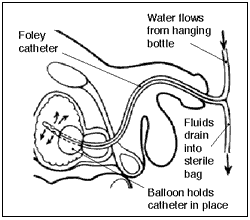 Foley
catheter
Water flows
from hanging
bottle
Fluids
drain
into
sterile
bag
Balloon holds
catheter in place